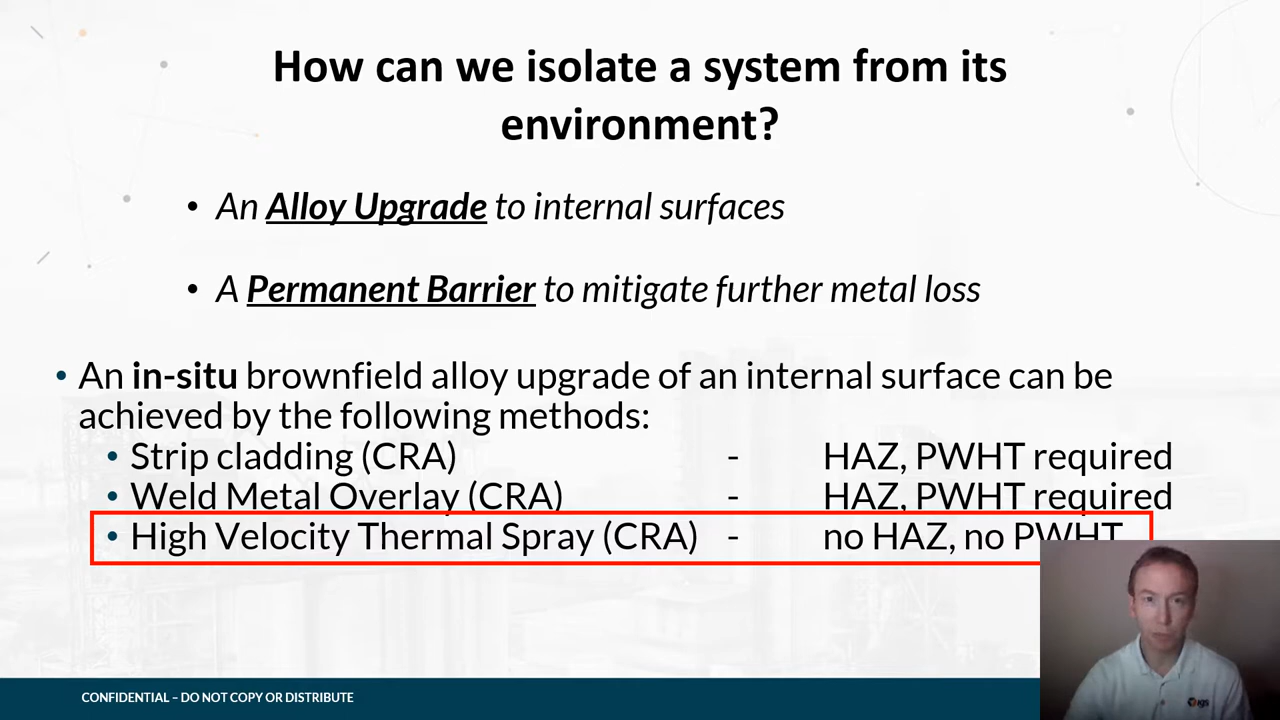 How can we isolate a system from its
environment?
• An Alloy Upgrade to internal surfaces
• A Permanent Barrier to mitigate further metal loss
• An in-situ brownfield alloy upgrade of an internal surface can be
achieved by the following methods:
• Strip cladding (CRA) - HAZ, PWHT required
• Weld Metal Overlay (CRA) - HAZ, PWHT required
• High Velocity Thermal Spray (CRA) - no HAZ, no PWHT
CONFIDENTIAL – DO NOT COPY OR DISTRIBUTE
igs